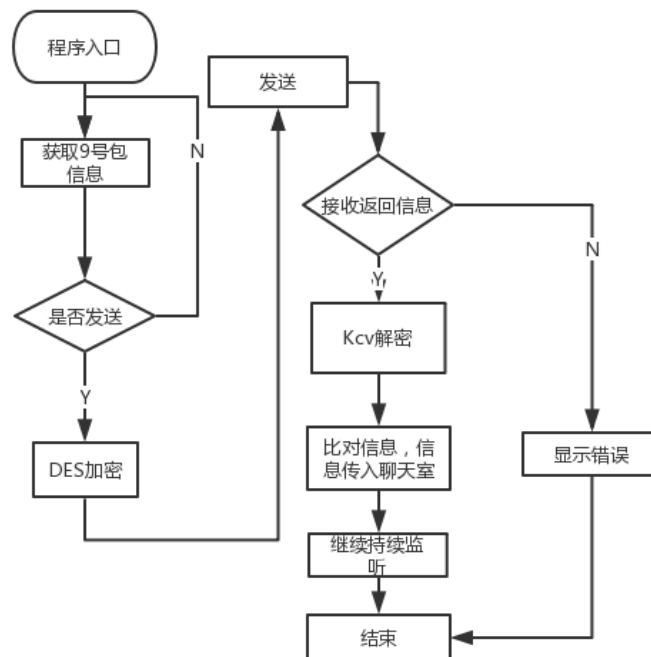 程序入口
获取9号包
信息
N
是否发送
Y
DES加密
发送
接收返回信息
N
Y
Kcv解密
比对信息，信
息传入聊天室
显示错误
继续持续监
听
结束